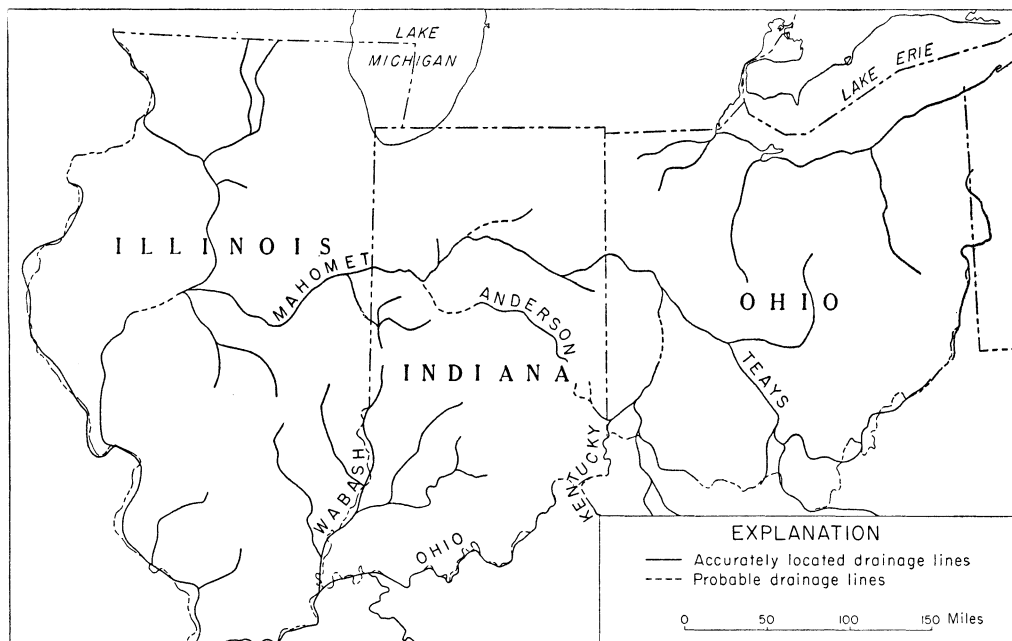 LAKE
MICHIGAN
LAKE ERIE
ILLINOIS
MAHOMET
ANDERSON
OHIO
INDIANA
TEAYS
WABASH
KENTUCKY
OHIO
EXPLANATION
Accurately located drainage lines
Probable drainage lines
0 50 100 150 Miles